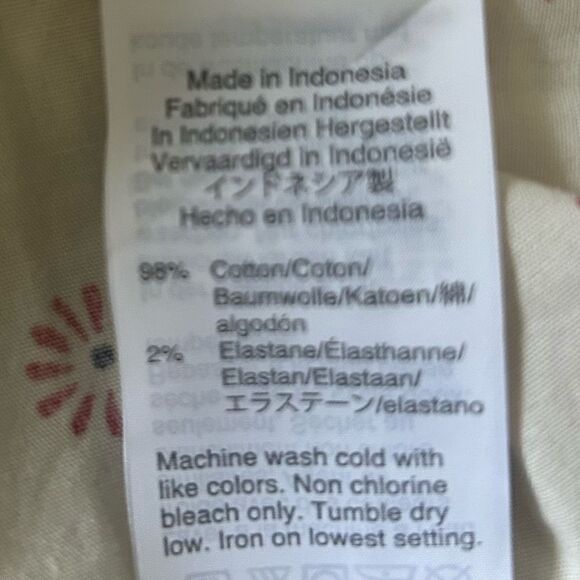 Made in Indonesia
Fabriqué en Indonésie
In Indonesien Hergestellt
Vervaardigd in Indonesië
インドネシア製
Hecho en Indonesia
98% Cotton/Coton/
Baumwolle/Katoen/綿/
algodón
2% Elastane/Élasthanne/
Elastan/Elastaan/
エラステーン/elastano
Machine wash cold with
like colors. Non chlorine
bleach only. Tumble dry
low. Iron on lowest setting.